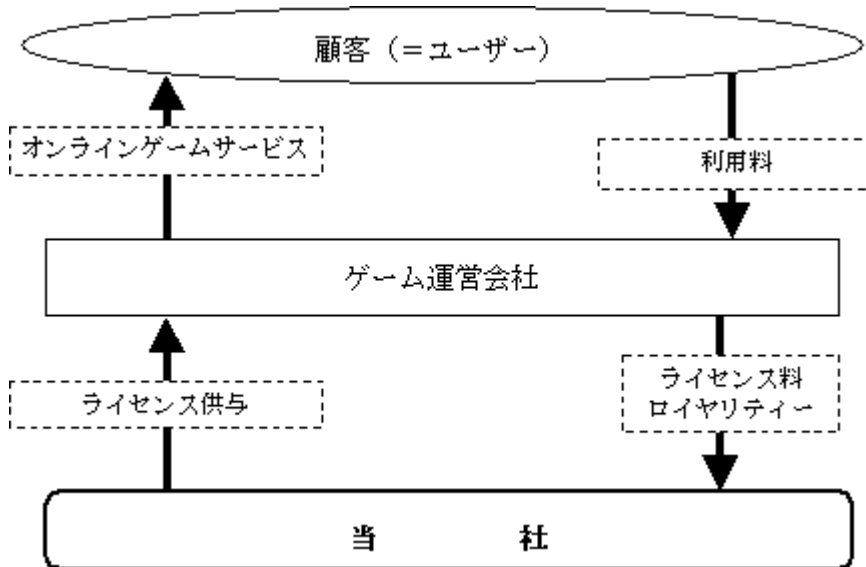 顧客（＝ユーザー）
オンラインゲームサービス
利用料
ゲーム運営会社
ライセンス供与
ライセンス料
ロイヤリティー
当　　社